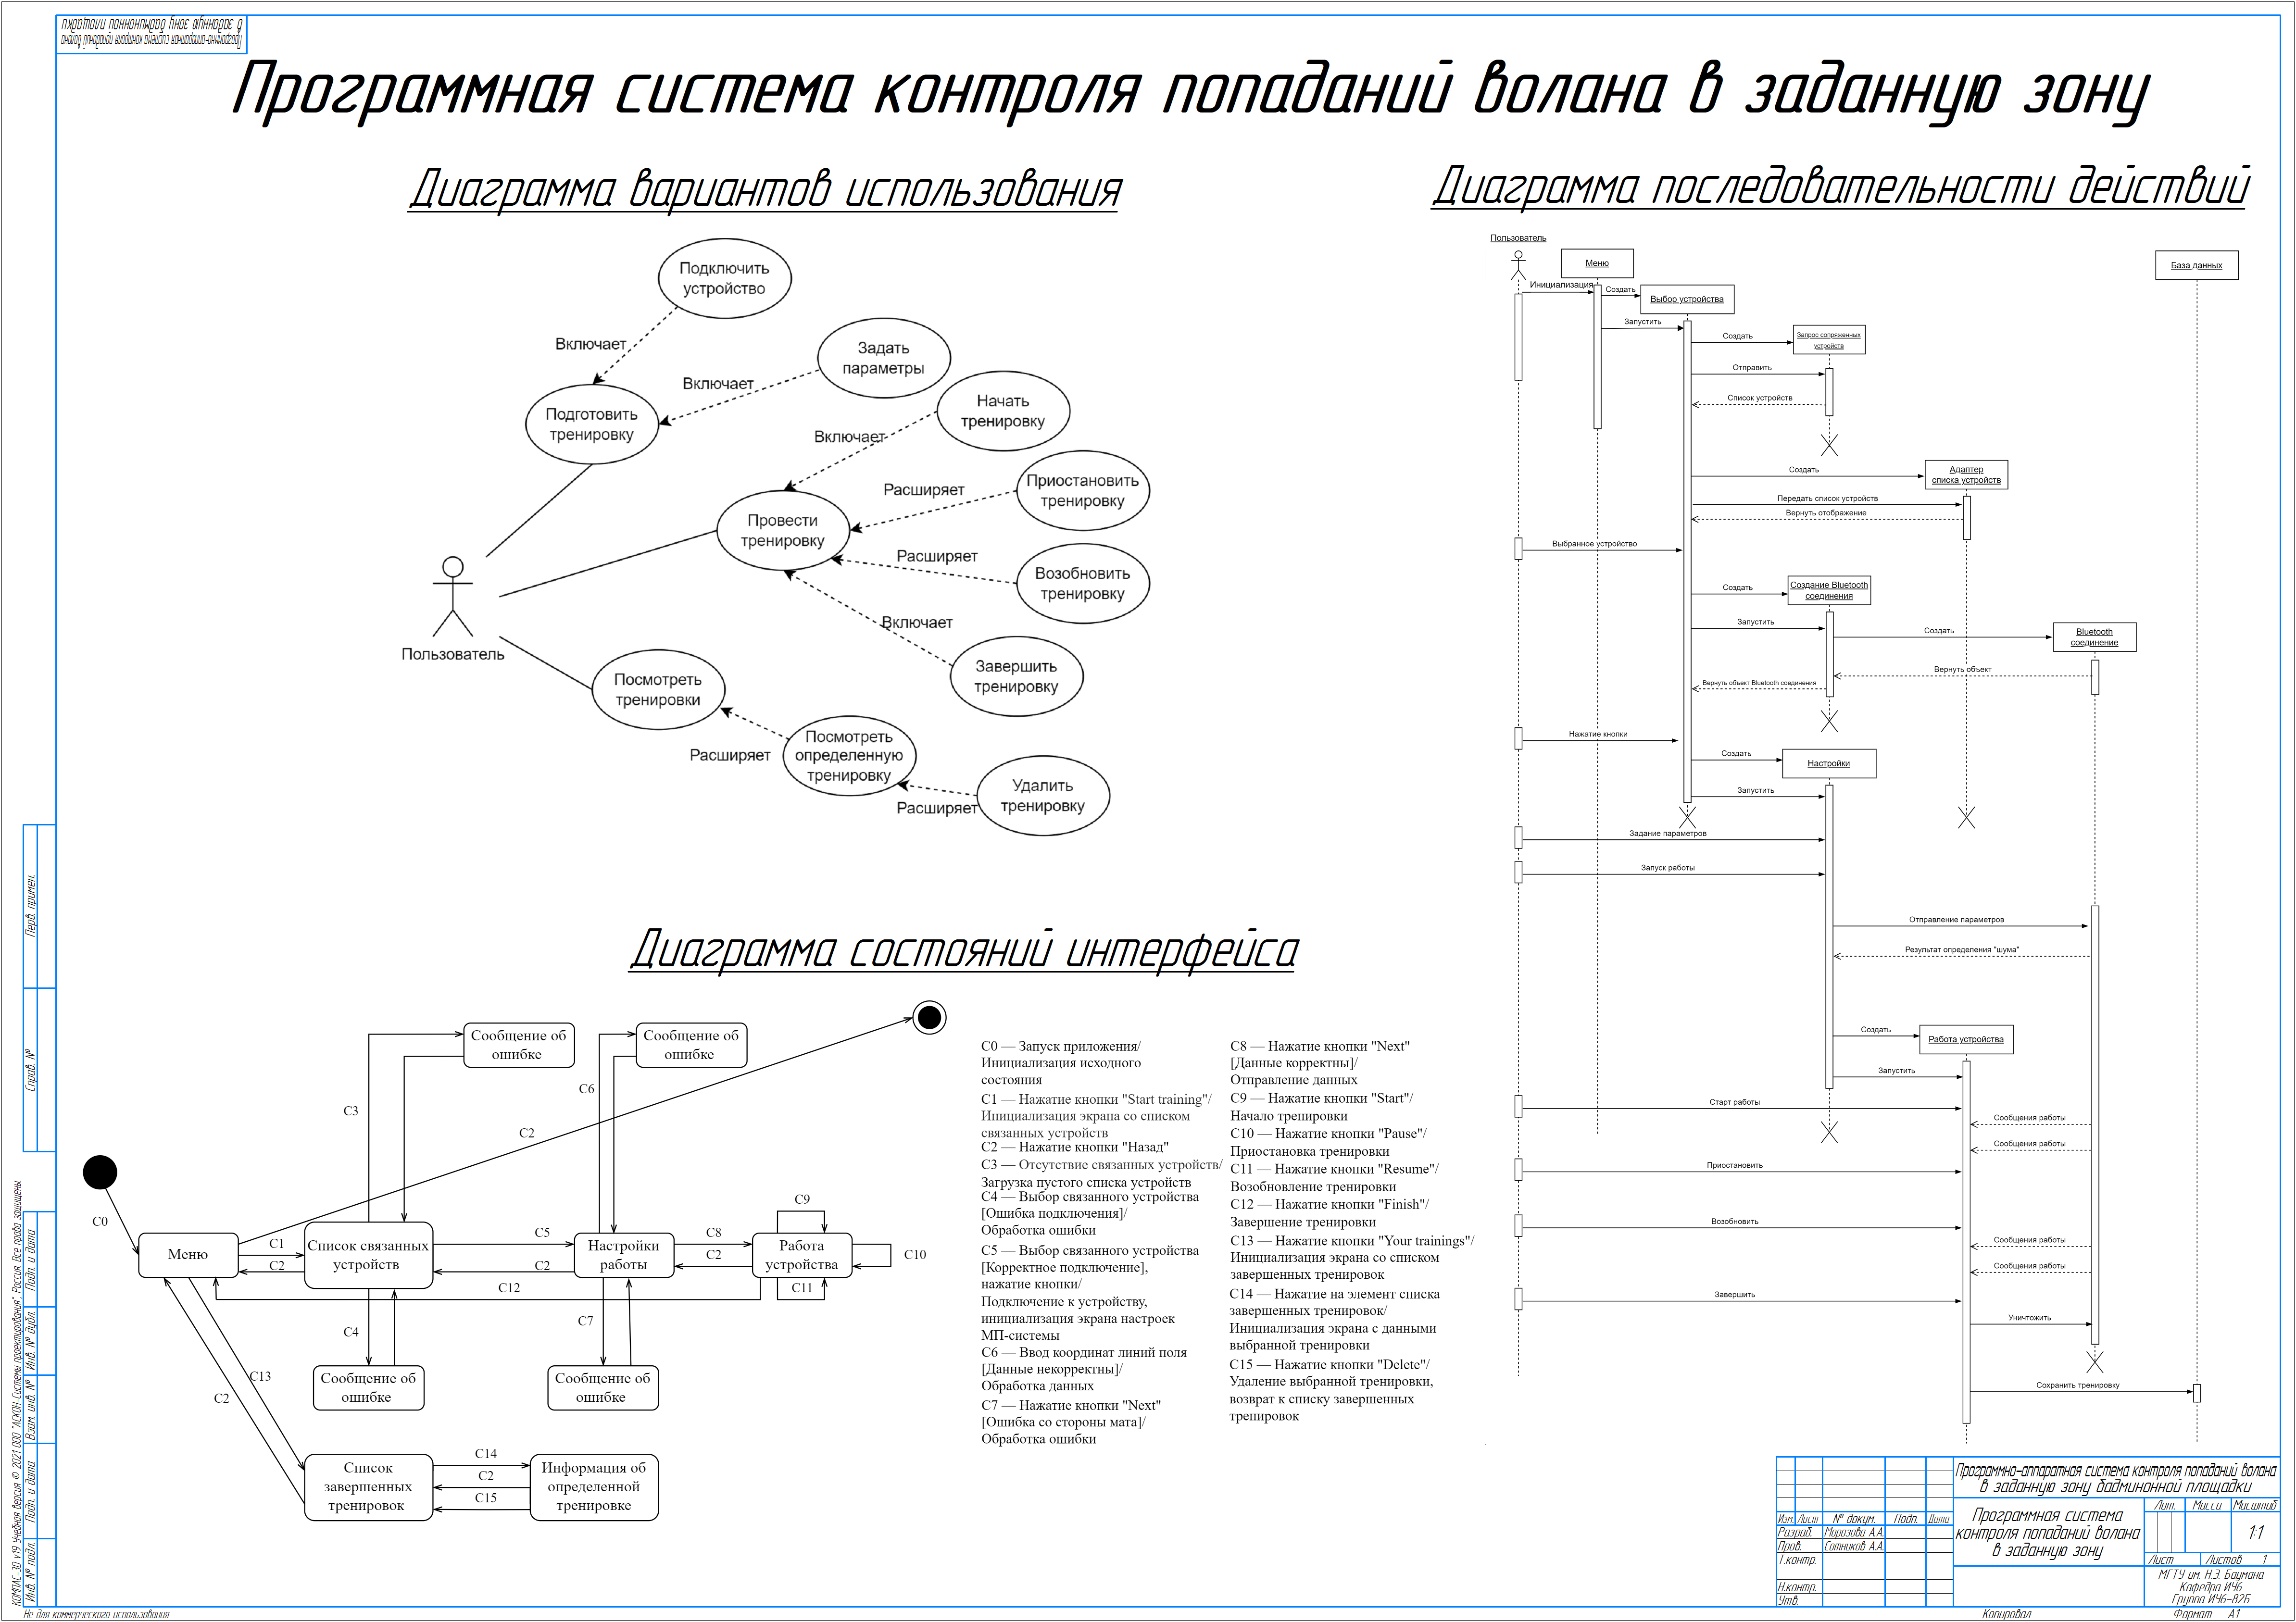 Программно-аппаратная система контроля попаданий волана
в заданную зону бадминонной площадки
Программная система контроля попаданий волана в заданную зону
Диаграмма вариантов использования
Подключить
устройство
Включает
Задать
параметры
Включает
Подготовить
тренировку
Начать
тренировку
Включает
Приостановить
тренировку
Расширяет
Провести
тренировку
Расширяет
Возобновить
тренировку
Включает
Завершить
тренировку
Пользователь
Посмотреть
тренировки
Посмотреть
определенную
тренировку
Расширяет
Удалить
тренировку
Расширяет
Диаграмма последовательности действий
Пользователь
Меню
База данных
Инициализация
Создать
Выбор устройства
Запустить
Создать
Запрос сопряженных
устройств
Отправить
Список устройств
Создать
Адаптер
списка устройств
Передать список устройств
Вернуть отображение
Выбранное устройство
Создать
Создание Bluetooth
соединения
Запустить
Создать
Bluetooth
соединение
Вернуть объект
Вернуть объект Bluetooth соединения
Нажатие кнопки
Создать
Настройки
Запустить
Задание параметров
Запуск работы
Отправление параметров
Результат определения "шума"
Создать
Работа устройства
Запустить
Старт работы
Сообщения работы
Сообщения работы
Приостановить
Возобновить
Сообщения работы
Сообщения работы
Завершить
Уничтожить
Сохранить тренировку
Диаграмма состояний интерфейса
Сообщение об
ошибке
Сообщение об
ошибке
C3
C6
C2
C0
Меню
C1
C2
Список связанных
устройств
C5
C2
Настройки
работы
C8
C2
Работа
устройства
C9
C10
C11
C12
C4
C7
Сообщение об
ошибке
Сообщение об
ошибке
C13
C2
Список
завершенных
тренировок
C14
C2
C15
Информация об
определенной
тренировке
C0 — Запуск приложения/
Инициализация исходного
состояния
C1 — Нажатие кнопки "Start training"/
Инициализация экрана со списком
связанных устройств
C2 — Нажатие кнопки "Назад"
C3 — Отсутствие связанных устройств/
Загрузка пустого списка устройств
C4 — Выбор связанного устройства
[Ошибка подключения]/
Обработка ошибки
C5 — Выбор связанного устройства
[Корректное подключение],
нажатие кнопки/
Подключение к устройству,
инициализация экрана настроек
МП-системы
C6 — Ввод координат линий поля
[Данные некорректны]/
Обработка данных
C7 — Нажатие кнопки "Next"
[Ошибка со стороны мата]/
Обработка ошибки
C8 — Нажатие кнопки "Next"
[Данные корректны]/
Отправление данных
C9 — Нажатие кнопки "Start"/
Начало тренировки
C10 — Нажатие кнопки "Pause"/
Приостановка тренировки
C11 — Нажатие кнопки "Resume"/
Возобновление тренировки
C12 — Нажатие кнопки "Finish"/
Завершение тренировки
C13 — Нажатие кнопки "Your trainings"/
Инициализация экрана со списком
завершенных тренировок
C14 — Нажатие на элемент списка
завершенных тренировок/
Инициализация экрана с данными
выбранной тренировки
C15 — Нажатие кнопки "Delete"/
Удаление выбранной тренировки,
возврат к списку завершенных
тренировок
Перв. примен.
Справ. №
Подп. и дата
Инв. № дубл.
Взам. инв. №
Подп. и дата
Инв. № подл.
КОМПАС-3D v19 Учебная версия © 2021 ООО "АСКОН-Системы проектирования", Россия. Все права защищены
Не для коммерческого использования
Программно-аппаратная система контроля попаданий волана
в заданную зону бадминонной площадки
Изм. Лист № докум. Подп. Дата
Разраб. Морозова А.А.
Пров. Сотников А.А.
Т.контр.
Н.контр.
Утв.
Программная система
контроля попаданий волана
в заданную зону
Лит. Масса Масштаб
1:1
Лист Листов 1
МГТУ им. Н.Э. Баумана
Кафедра ИУ6
Группа ИУ6-82Б
Копировал Формат А1